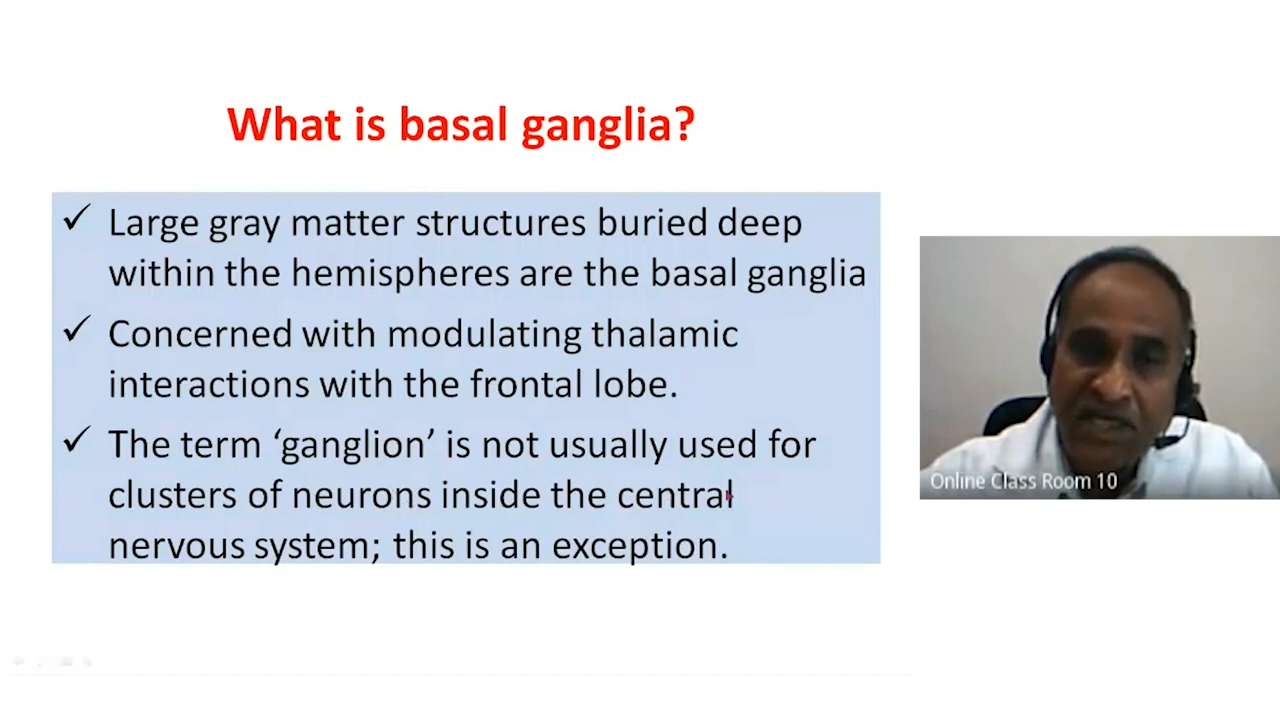 What is basal ganglia?
✓ Large gray matter structures buried deep
within the hemispheres are the basal ganglia
✓ Concerned with modulating thalamic
interactions with the frontal lobe.
✓ The term ‘ganglion’ is not usually used for
clusters of neurons inside the central
nervous system; this is an exception.
Online Class Room 10